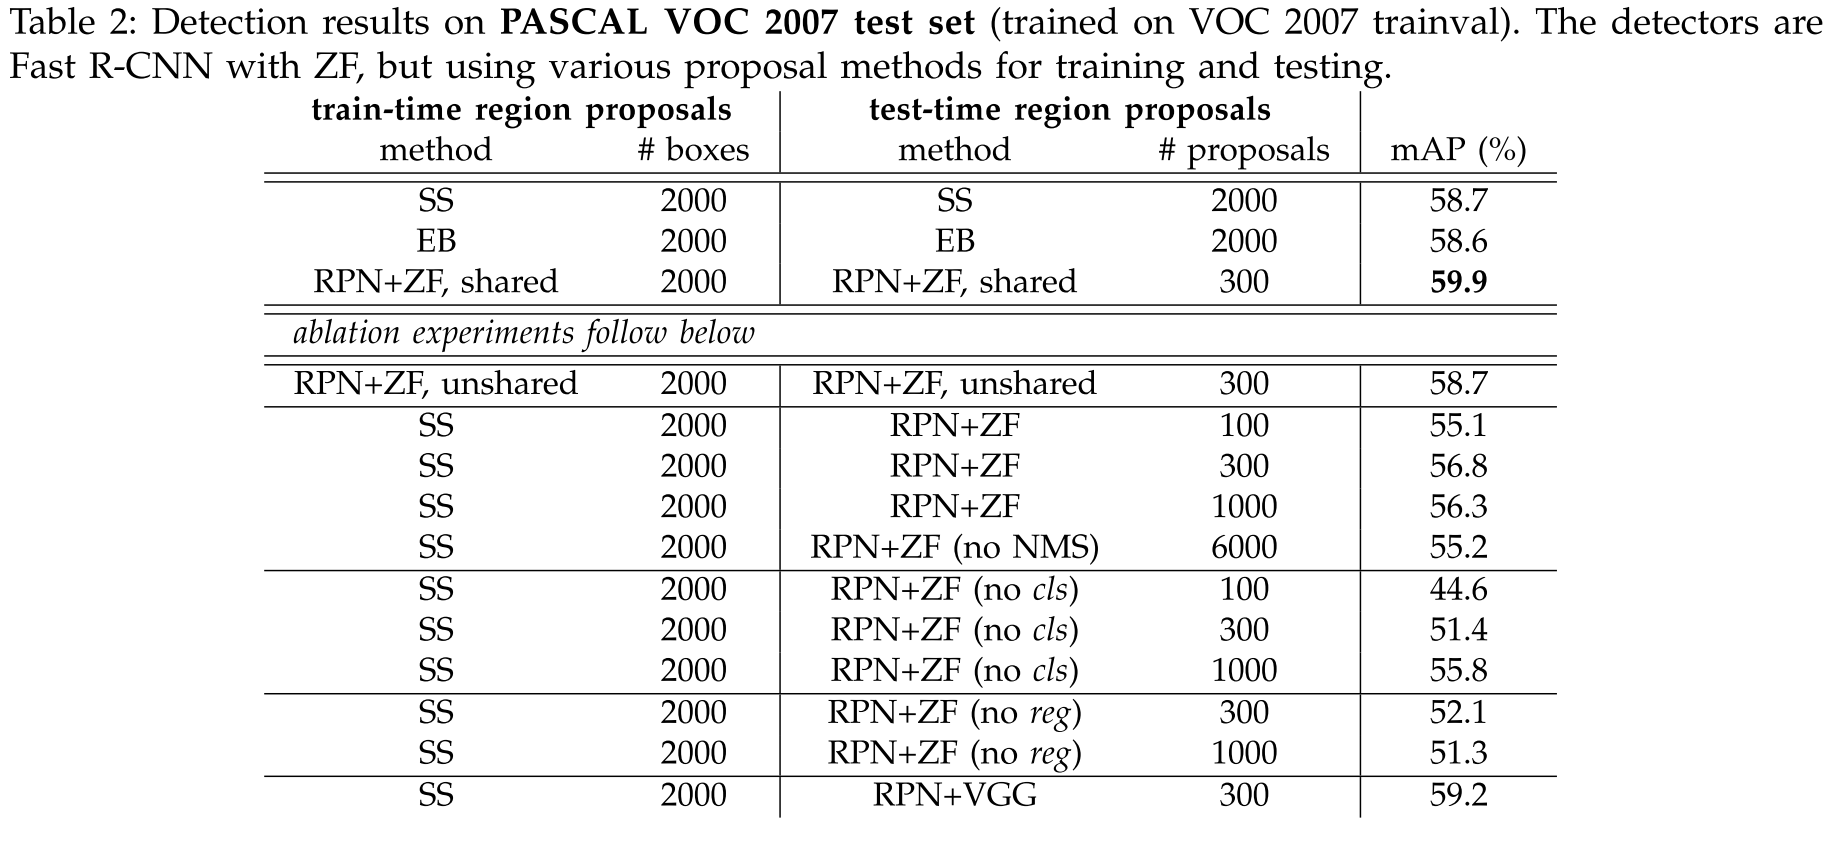 Table 2: Detection results on PASCAL VOC 2007 test set (trained on VOC 2007 trainval). The detectors are
Fast R-CNN with ZF, but using various proposal methods for training and testing.
train-time region proposals test-time region proposals
method # boxes method # proposals mAP (%)
SS 2000 SS 2000 58.7
EB 2000 EB 2000 58.6
RPN+ZF, shared 2000 RPN+ZF, shared 300 59.9
ablation experiments follow below
RPN+ZF, unshared 2000 RPN+ZF, unshared 300 58.7
SS 2000 RPN+ZF 100 55.1
SS 2000 RPN+ZF 300 56.8
SS 2000 RPN+ZF 1000 56.3
SS 2000 RPN+ZF (no NMS) 6000 55.2
SS 2000 RPN+ZF (no cls) 100 44.6
SS 2000 RPN+ZF (no cls) 300 51.4
SS 2000 RPN+ZF (no cls) 1000 55.8
SS 2000 RPN+ZF (no reg) 300 52.1
SS 2000 RPN+ZF (no reg) 1000 51.3
SS 2000 RPN+VGG 300 59.2